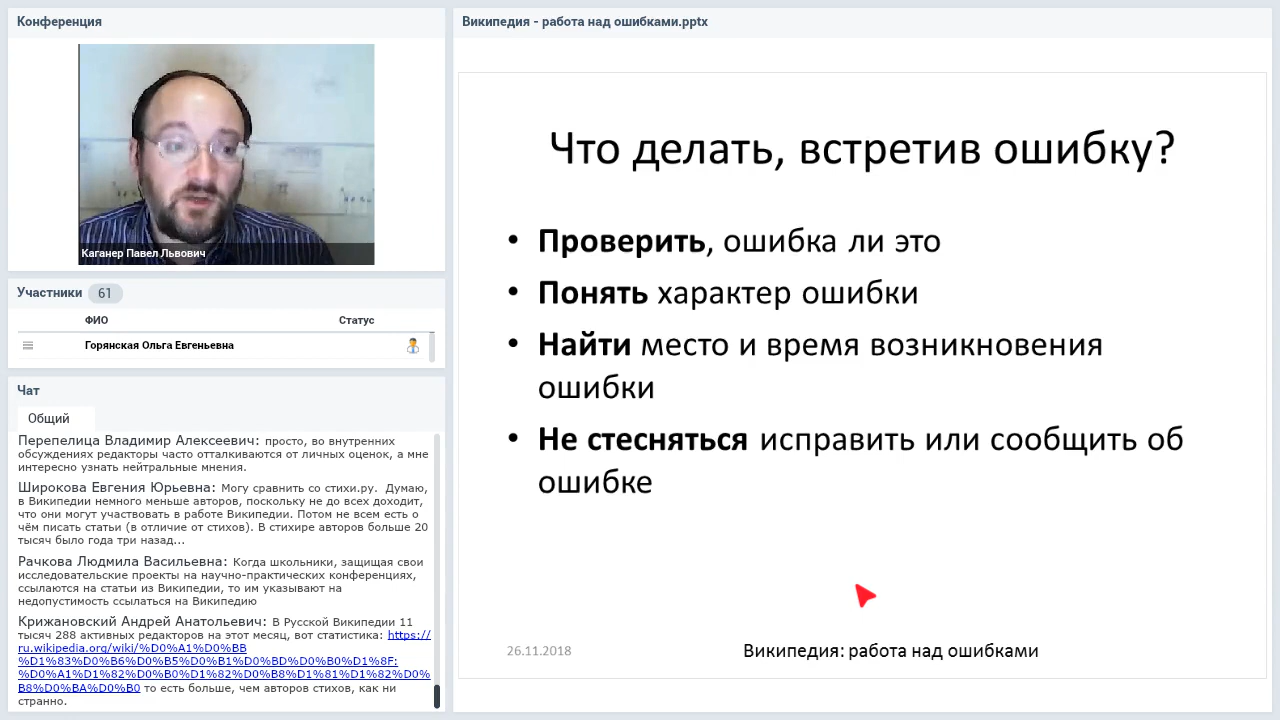 Конференция
Каганер Павел Львович
Участники 61
ФИО Статус
Горянская Ольга Евгеньевна
Чат
Общий
Перепелица Владимир Алексеевич: просто, во внутренних
обсуждениях редакторы часто отталкиваются от личных оценок, а мне
интересно узнать нейтральные мнения.
Широкова Евгения Юрьевна: Могу сравнить со стихи.ру. Думаю,
в Википедии немного меньше авторов, поскольку не до всех доходит,
что они могут участвовать в работе Википедии. Потом не всем есть о
чём писать статьи (в отличие от стихов). В стихире авторов больше 20
тысяч было года три назад...
Рачкова Людмила Васильевна: Когда школьники, защищая свои
исследовательские проекты на научно-практических конференциях,
ссылаются на статьи из Википедии, то им указывают на
недопустимость ссылаться на Википедию
Крижановский Андрей Анатольевич: В Русской Википедии 11
тысяч 288 активных редакторов на этот месяц, вот статистика: https://
ru.wikipedia.org/wiki/%D0%A1%D0%BB
%D1%83%D0%B6%D0%B5%D0%B1%D0%BD%D0%B0%D1%8F:
%D0%A1%D1%82%D0%B0%D1%82%D0%B8%D1%81%D1%82%D0%
B8%D0%BA%D0%B0 то есть больше, чем авторов стихов, как ни
странно.
Википедия - работа над ошибками.pptx
Что делать, встретив ошибку?
• Проверить, ошибка ли это
• Понять характер ошибки
• Найти место и время возникновения
ошибки
• Не стесняться исправить или сообщить об
ошибке
26.11.2018
Википедия: работа над ошибками